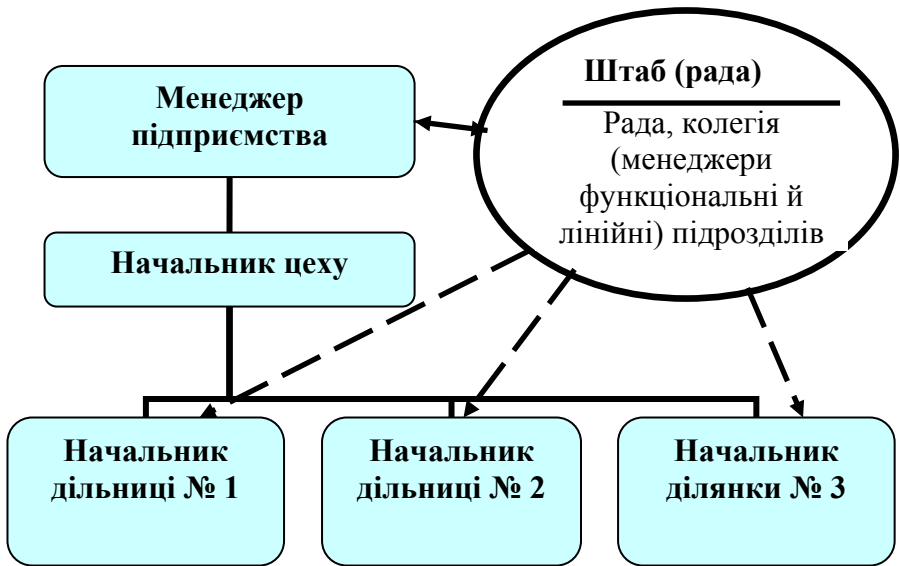 Менеджер
підприємства
Штаб (рада)
Рада, колегія
(менеджери
функціональні й
лінійні) підрозділів
Начальник цеху
Начальник
дільниці № 1
Начальник
дільниці № 2
Начальник
ділянки № 3